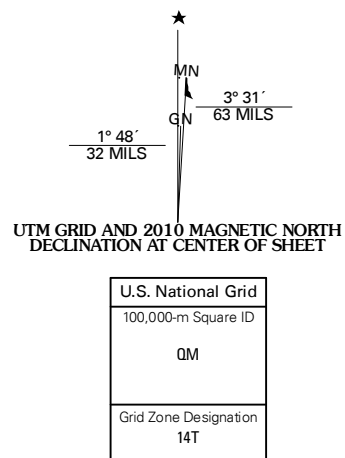 ★
MN
3° 31´
63 MILS
GN
1° 48´
32 MILS
UTM GRID AND 2010 MAGNETIC NORTH
DECLINATION AT CENTER OF SHEET
U.S. National Grid
100,000-m Square ID
QM
Grid Zone Designation
14T